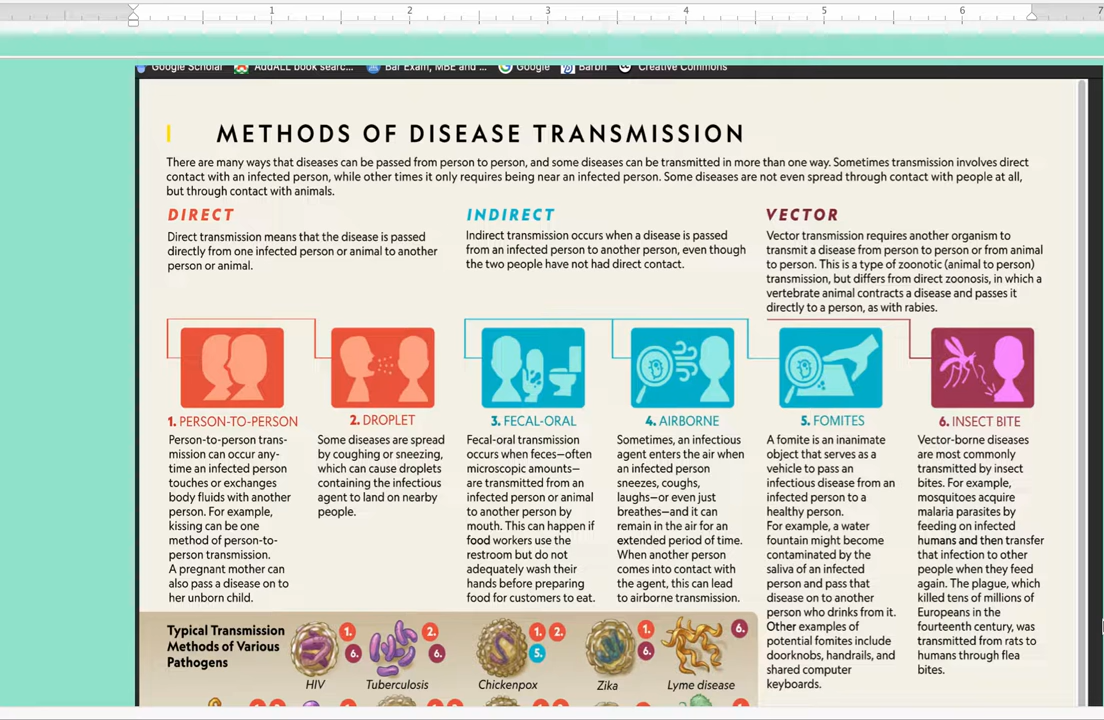 1 2 3 4 5 6 7
Google Scholar AddALL book searc... Bar Exam, MBE and ... Google Barbri Creative Commons
METHODS OF DISEASE TRANSMISSION
There are many ways that diseases can be passed from person to person, and some diseases can be transmitted in more than one way. Sometimes transmission involves direct
contact with an infected person, while other times it only requires being near an infected person. Some diseases are not even spread through contact with people at all,
but through contact with animals.
DIRECT
Direct transmission means that the disease is passed
directly from one infected person or animal to another
person or animal.
INDIRECT
Indirect transmission occurs when a disease is passed
from an infected person to another person, even though
the two people have not had direct contact.
VECTOR
Vector transmission requires another organism to
transmit a disease from person to person or from animal
to person. This is a type of zoonotic (animal to person)
transmission, but differs from direct zoonosis, in which a
vertebrate animal contracts a disease and passes it
directly to a person, as with rabies.
1. PERSON-TO-PERSON
Person-to-person trans-
mission can occur any-
time an infected person
touches or exchanges
body fluids with another
person. For example,
kissing can be one
method of person-to-
person transmission.
A pregnant mother can
also pass a disease on to
her unborn child.
2. DROPLET
Some diseases are spread
by coughing or sneezing,
which can cause droplets
containing the infectious
agent to land on nearby
people.
3. FECAL-ORAL
Fecal-oral transmission
occurs when feces—often
microscopic amounts—
are transmitted from an
infected person or animal
to another person by
mouth. This can happen if
food workers use the
restroom but do not
adequately wash their
hands before preparing
food for customers to eat.
4. AIRBORNE
Sometimes, an infectious
agent enters the air when
an infected person
sneezes, coughs,
laughs—or even just
breathes—and it can
remain in the air for an
extended period of time.
When another person
comes into contact with
the agent, this can lead
to airborne transmission.
5. FOMITES
A fomite is an inanimate
object that serves as a
vehicle to pass an
infectious disease from an
infected person to a
healthy person.
For example, a water
fountain might become
contaminated by the
saliva of an infected
person and pass that
disease on to another
person who drinks from it.
Other examples of
potential fomites include
doorknobs, handrails, and
shared computer
keyboards.
6. INSECT BITE
Vector-borne diseases
are most commonly
transmitted by insect
bites. For example,
mosquitoes acquire
malaria parasites by
feeding on infected
humans and then transfer
that infection to other
people when they feed
again. The plague, which
killed tens of millions of
Europeans in the
fourteenth century, was
transmitted from rats to
humans through flea
bites.
Typical Transmission
Methods of Various
Pathogens
1. 6.
HIV
2. 6.
Tuberculosis
1. 2. 5.
Chickenpox
1. 6.
Zika
6.
Lyme disease